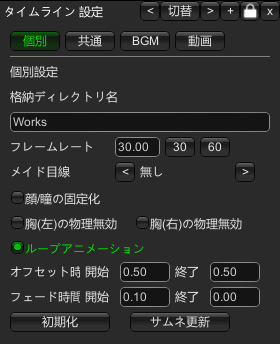 タイムライン 設定 < 切替 > + x
個別 共通 BGM 動画
個別設定
格納ディレクトリ名
Works
フレームレート 30.00 30 60
メイド目線 < 無し >
顔/瞳の固定化
胸(左)の物理無効 胸(右)の物理無効
ループアニメーション
オフセット時 開始 0.50 終了 0.50
フェード時間 開始 0.10 終了 0.00
初期化 サムネ更新